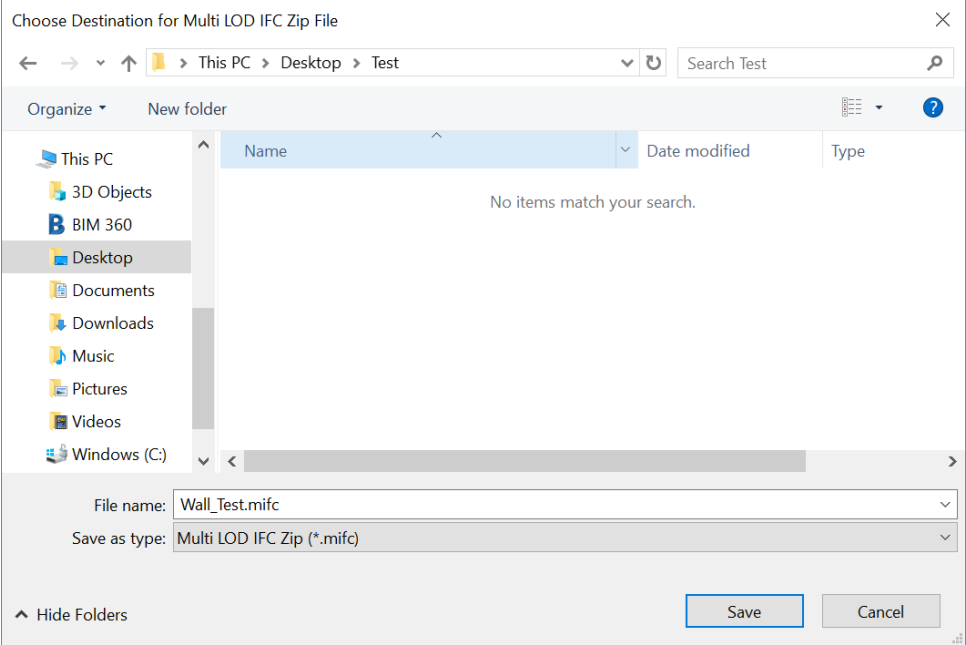 Choose Destination for Multi LOD IFC Zip File
This PC Desktop Test
Search Test
Organize New folder
?
Name Date modified Type
No items match your search.
This PC
3D Objects
B BIM 360
Desktop
Documents
Downloads
Music
Pictures
Videos
Windows (C:)
File name: Wall_Test.mifc
Save as type: Multi LOD IFC Zip (*.mifc)
Hide Folders Save Cancel